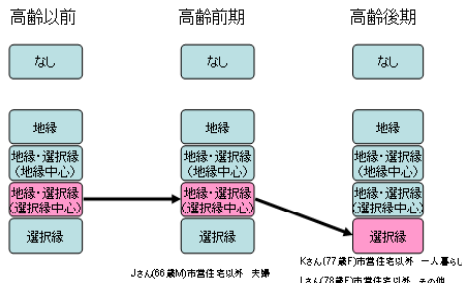 高齢以前
高齢前期
高齢後期
なし
なし
なし
地縁
地縁
地縁
地縁・選択縁
(地縁中心)
地縁・選択縁
(地縁中心)
地縁・選択縁
(地縁中心)
地縁・選択縁
(選択縁中心)
地縁・選択縁
(選択縁中心)
地縁・選択縁
(選択縁中心)
選択縁
選択縁
選択縁
Jさん(66歳M)市営住宅以外 夫婦
Kさん(77歳F)市営住宅以外 一人暮らし
Lさん(78歳F)市営住宅以外 その他